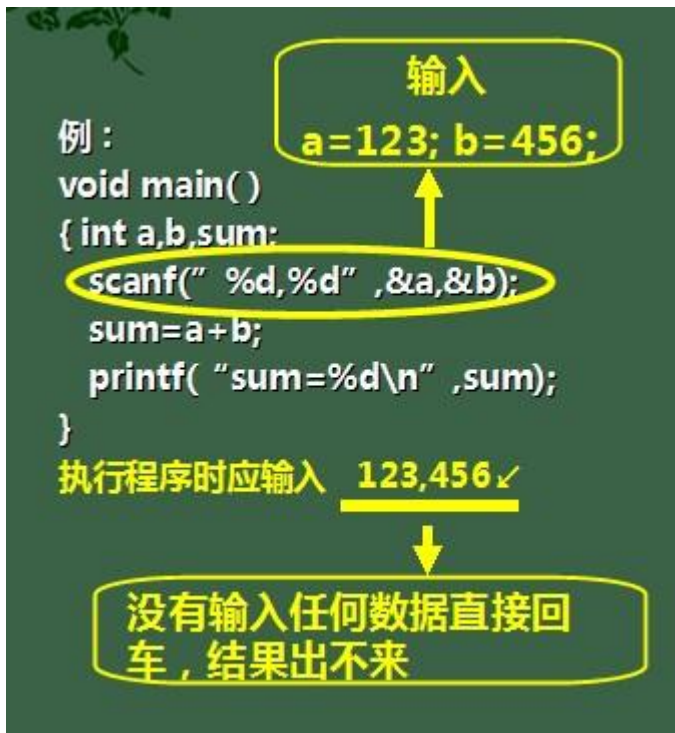 输入
a=123; b=456;
例：
void main( )
{ int a,b,sum;
scanf(” %d,%d” ,&a,&b);
sum=a+b;
printf( “sum=%d\n” ,sum);
}
执行程序时应输入 123,456↙
没有输入任何数据直接回
车，结果出不来